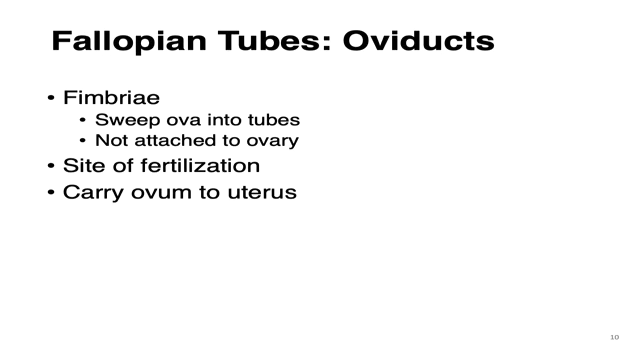 Fallopian Tubes: Oviducts
• Fimbriae
• Sweep ova into tubes
• Not attached to ovary
• Site of fertilization
• Carry ovum to uterus
10